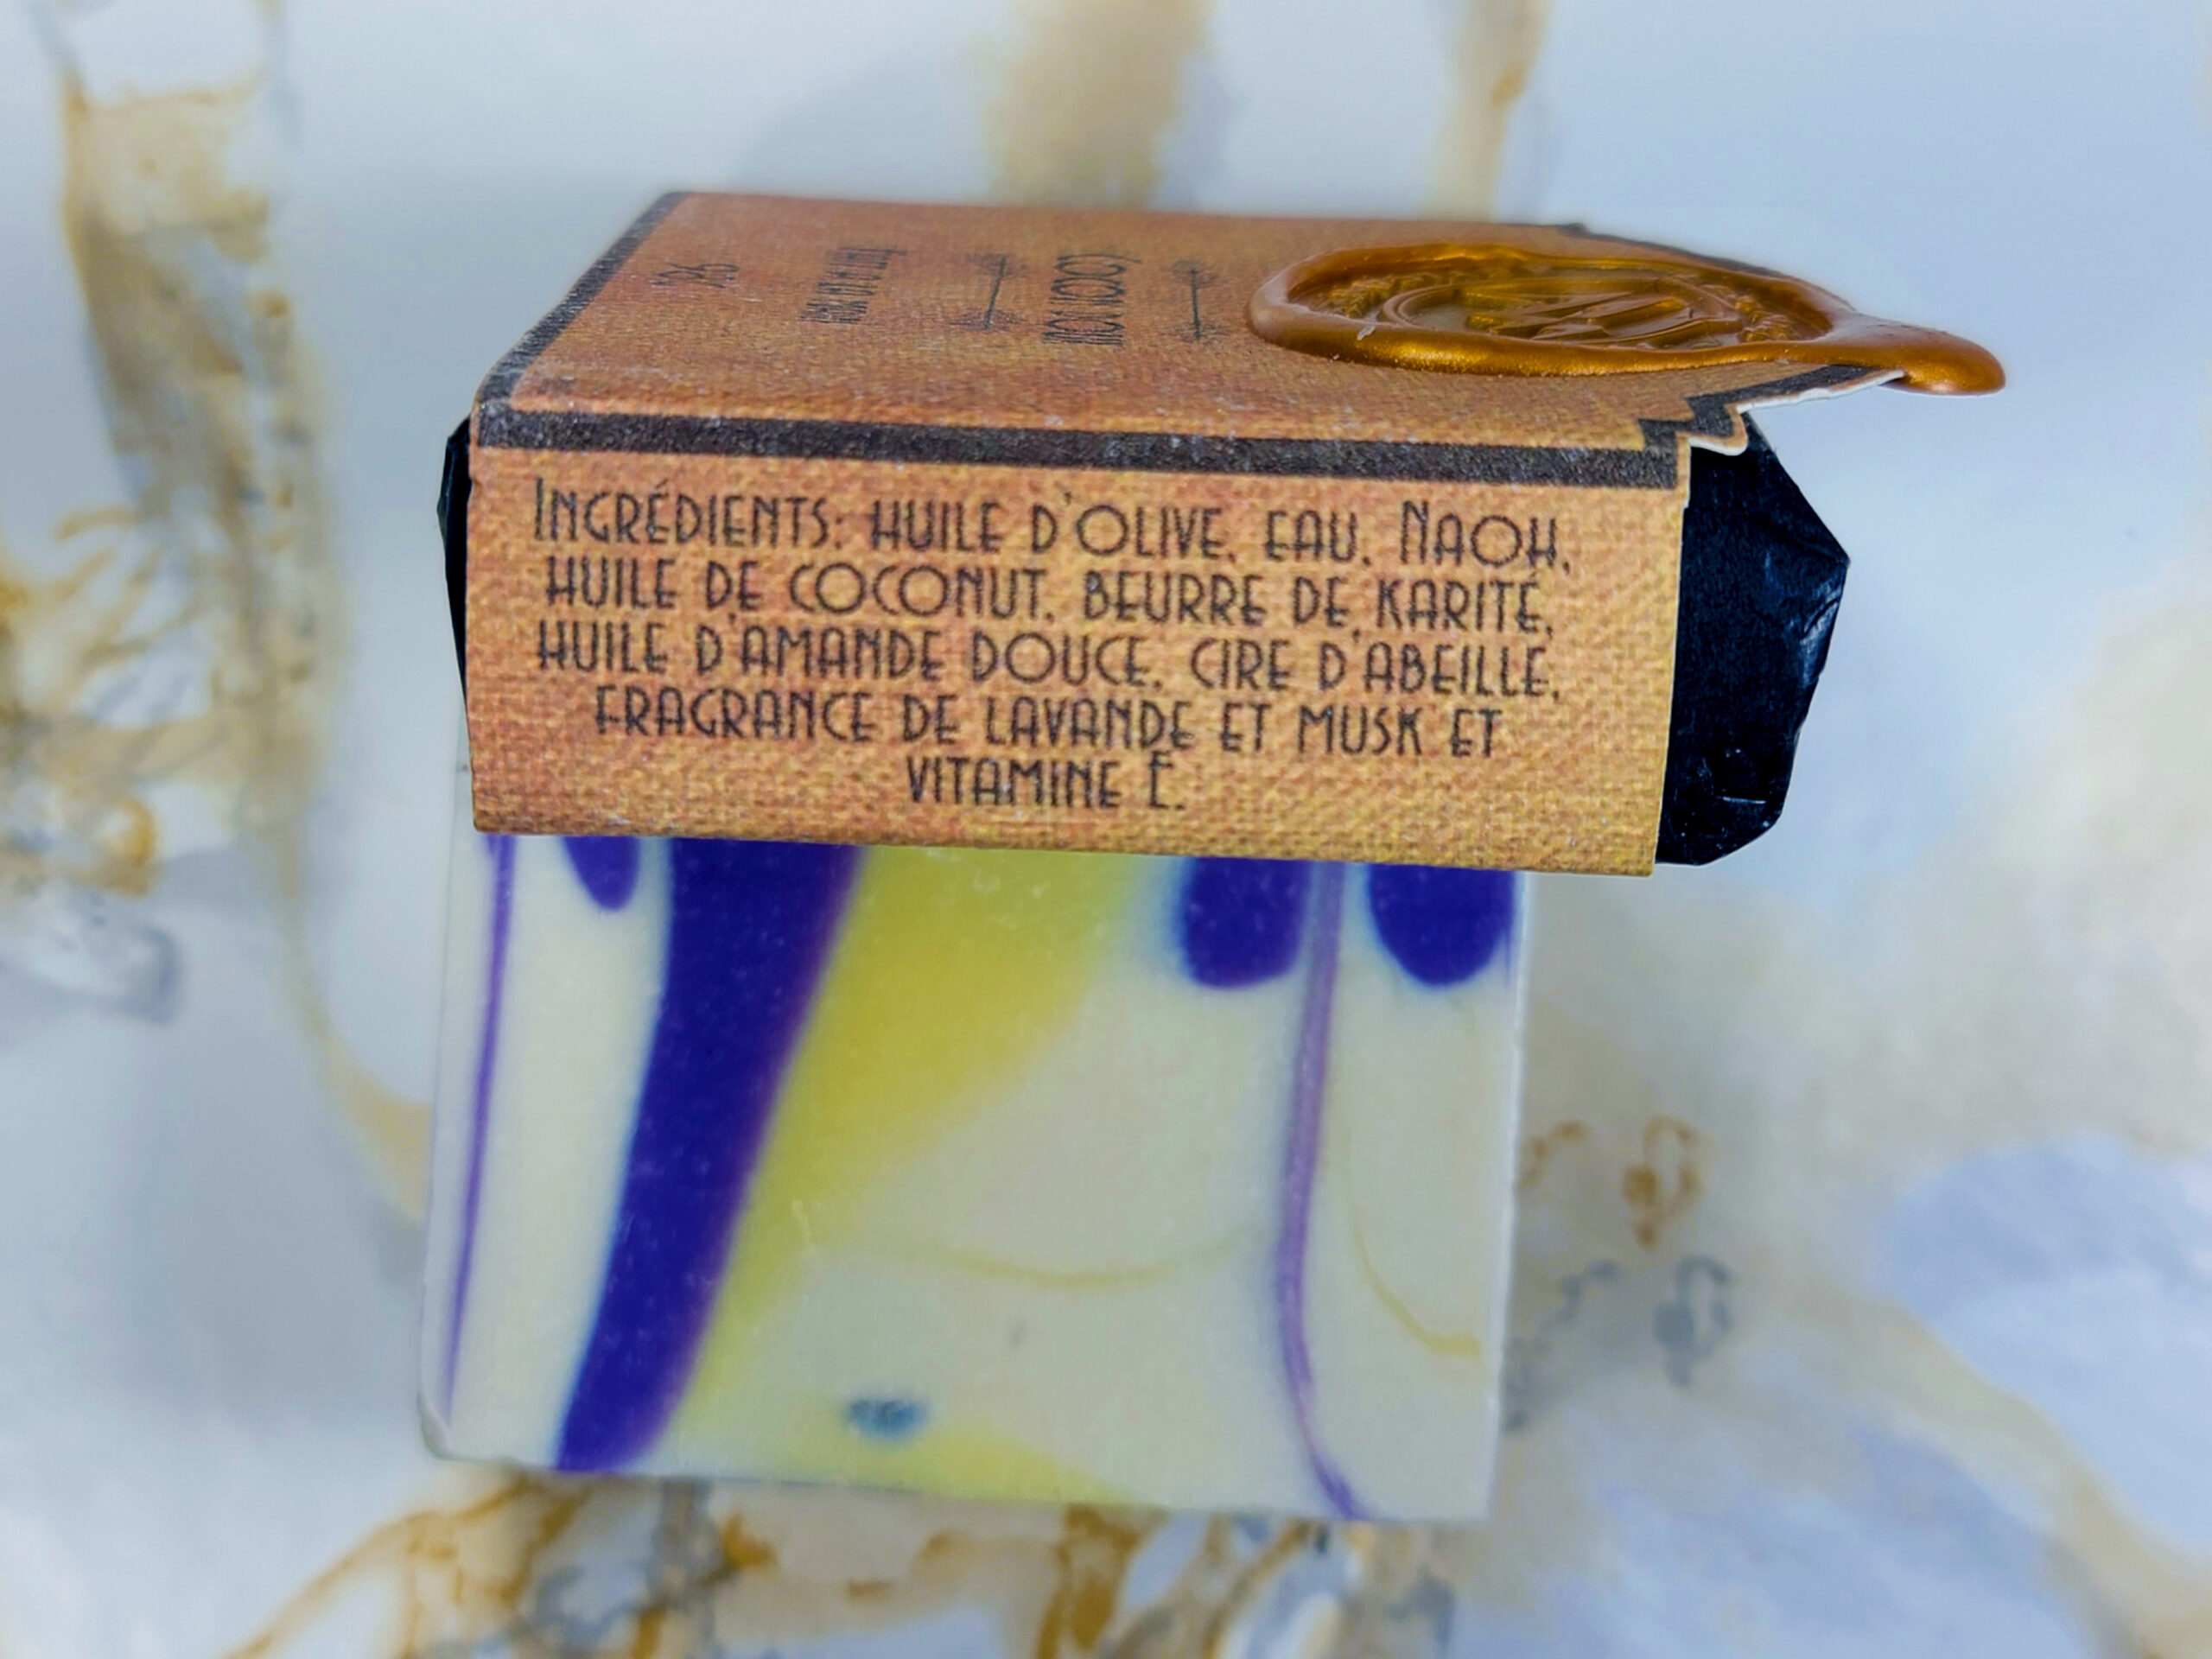 Ingrédients: huile d'olive, eau, NaOH,
huile de coconut, beurre de karité,
huile d'amande douce, cire d'abeille,
fragrance de lavande et musk et
vitamine E.